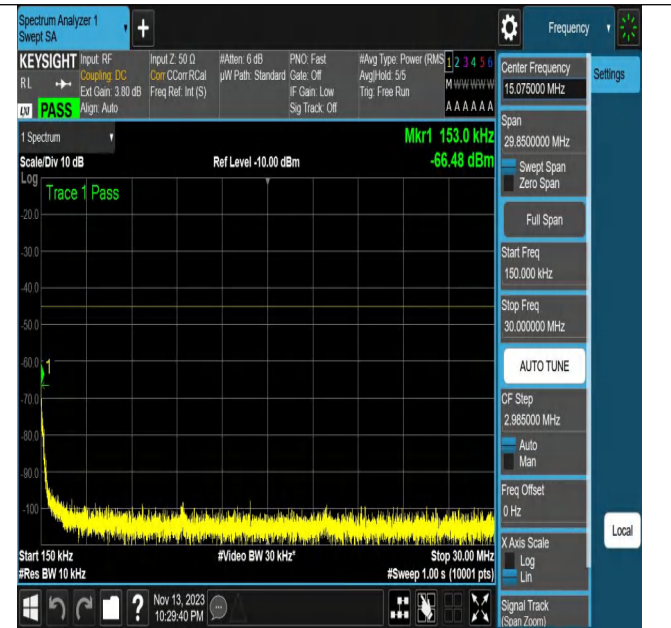 Spectrum Analyzer 1
Swept SA
+
Frequency
KEYSIGHT
RL
LNI PASS
Input: RF
Coupling: DC
Ext Gain: 3.80 dB
Align: Auto
Input Z: 50 Ω
Corr CCorr RCal
Freq Ref: Int (S)
#Atten: 6 dB
µW Path: Standard
PNO: Fast
Gate: Off
IF Gain: Low
Sig Track: Off
#Avg Type: Power (RMS
Avg|Hold: 5/5
Trig: Free Run
1 2 3 4 5 6
M W W W W W
A A A A A A
1 Spectrum
Scale/Div 10 dB
Ref Level -10.00 dBm
Mkr1 153.0 kHz
-66.48 dBm
Log
Trace 1 Pass
-20.0
-30.0
-40.0
-50.0
-60.0
1
-70.0
-80.0
-90.0
-100
Start 150 kHz
#Video BW 30 kHz*
Stop 30.00 MHz
#Res BW 10 kHz
#Sweep 1.00 s (10001 pts)
?
Nov 13, 2023
10:29:40 PM
Center Frequency
15.075000 MHz
Settings
Span
29.8500000 MHz
Swept Span
Zero Span
Full Span
Start Freq
150.000 kHz
Stop Freq
30.000000 MHz
AUTO TUNE
CF Step
2.985000 MHz
Auto
Man
Freq Offset
0 Hz
X Axis Scale
Log
Lin
Local
Signal Track
(Span Zoom)